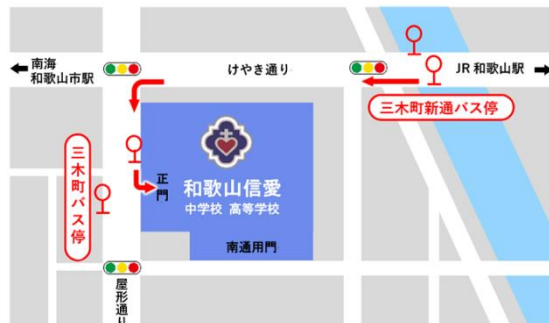 南海
和歌山市駅
けやき通り
JR 和歌山駅
三木町新通バス停
三木町バス停
正門
和歌山信愛
中学校 高等学校
南通用門
屋形通り